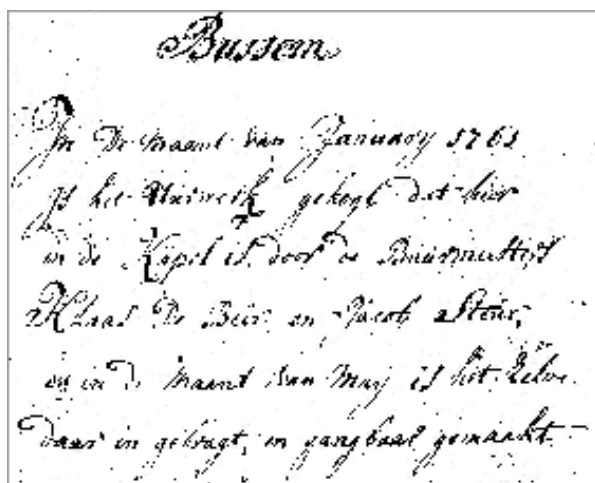 Bussem
In De Maant van January 1761
Is het Uurwerk gekogt dat hier
in de Kapel is door de Buurmesters
Klaas De Beer en Jacob Steur,
en in de Maant van Maij is het Zelve
daar in gebragt, en gangbaar gemaakt